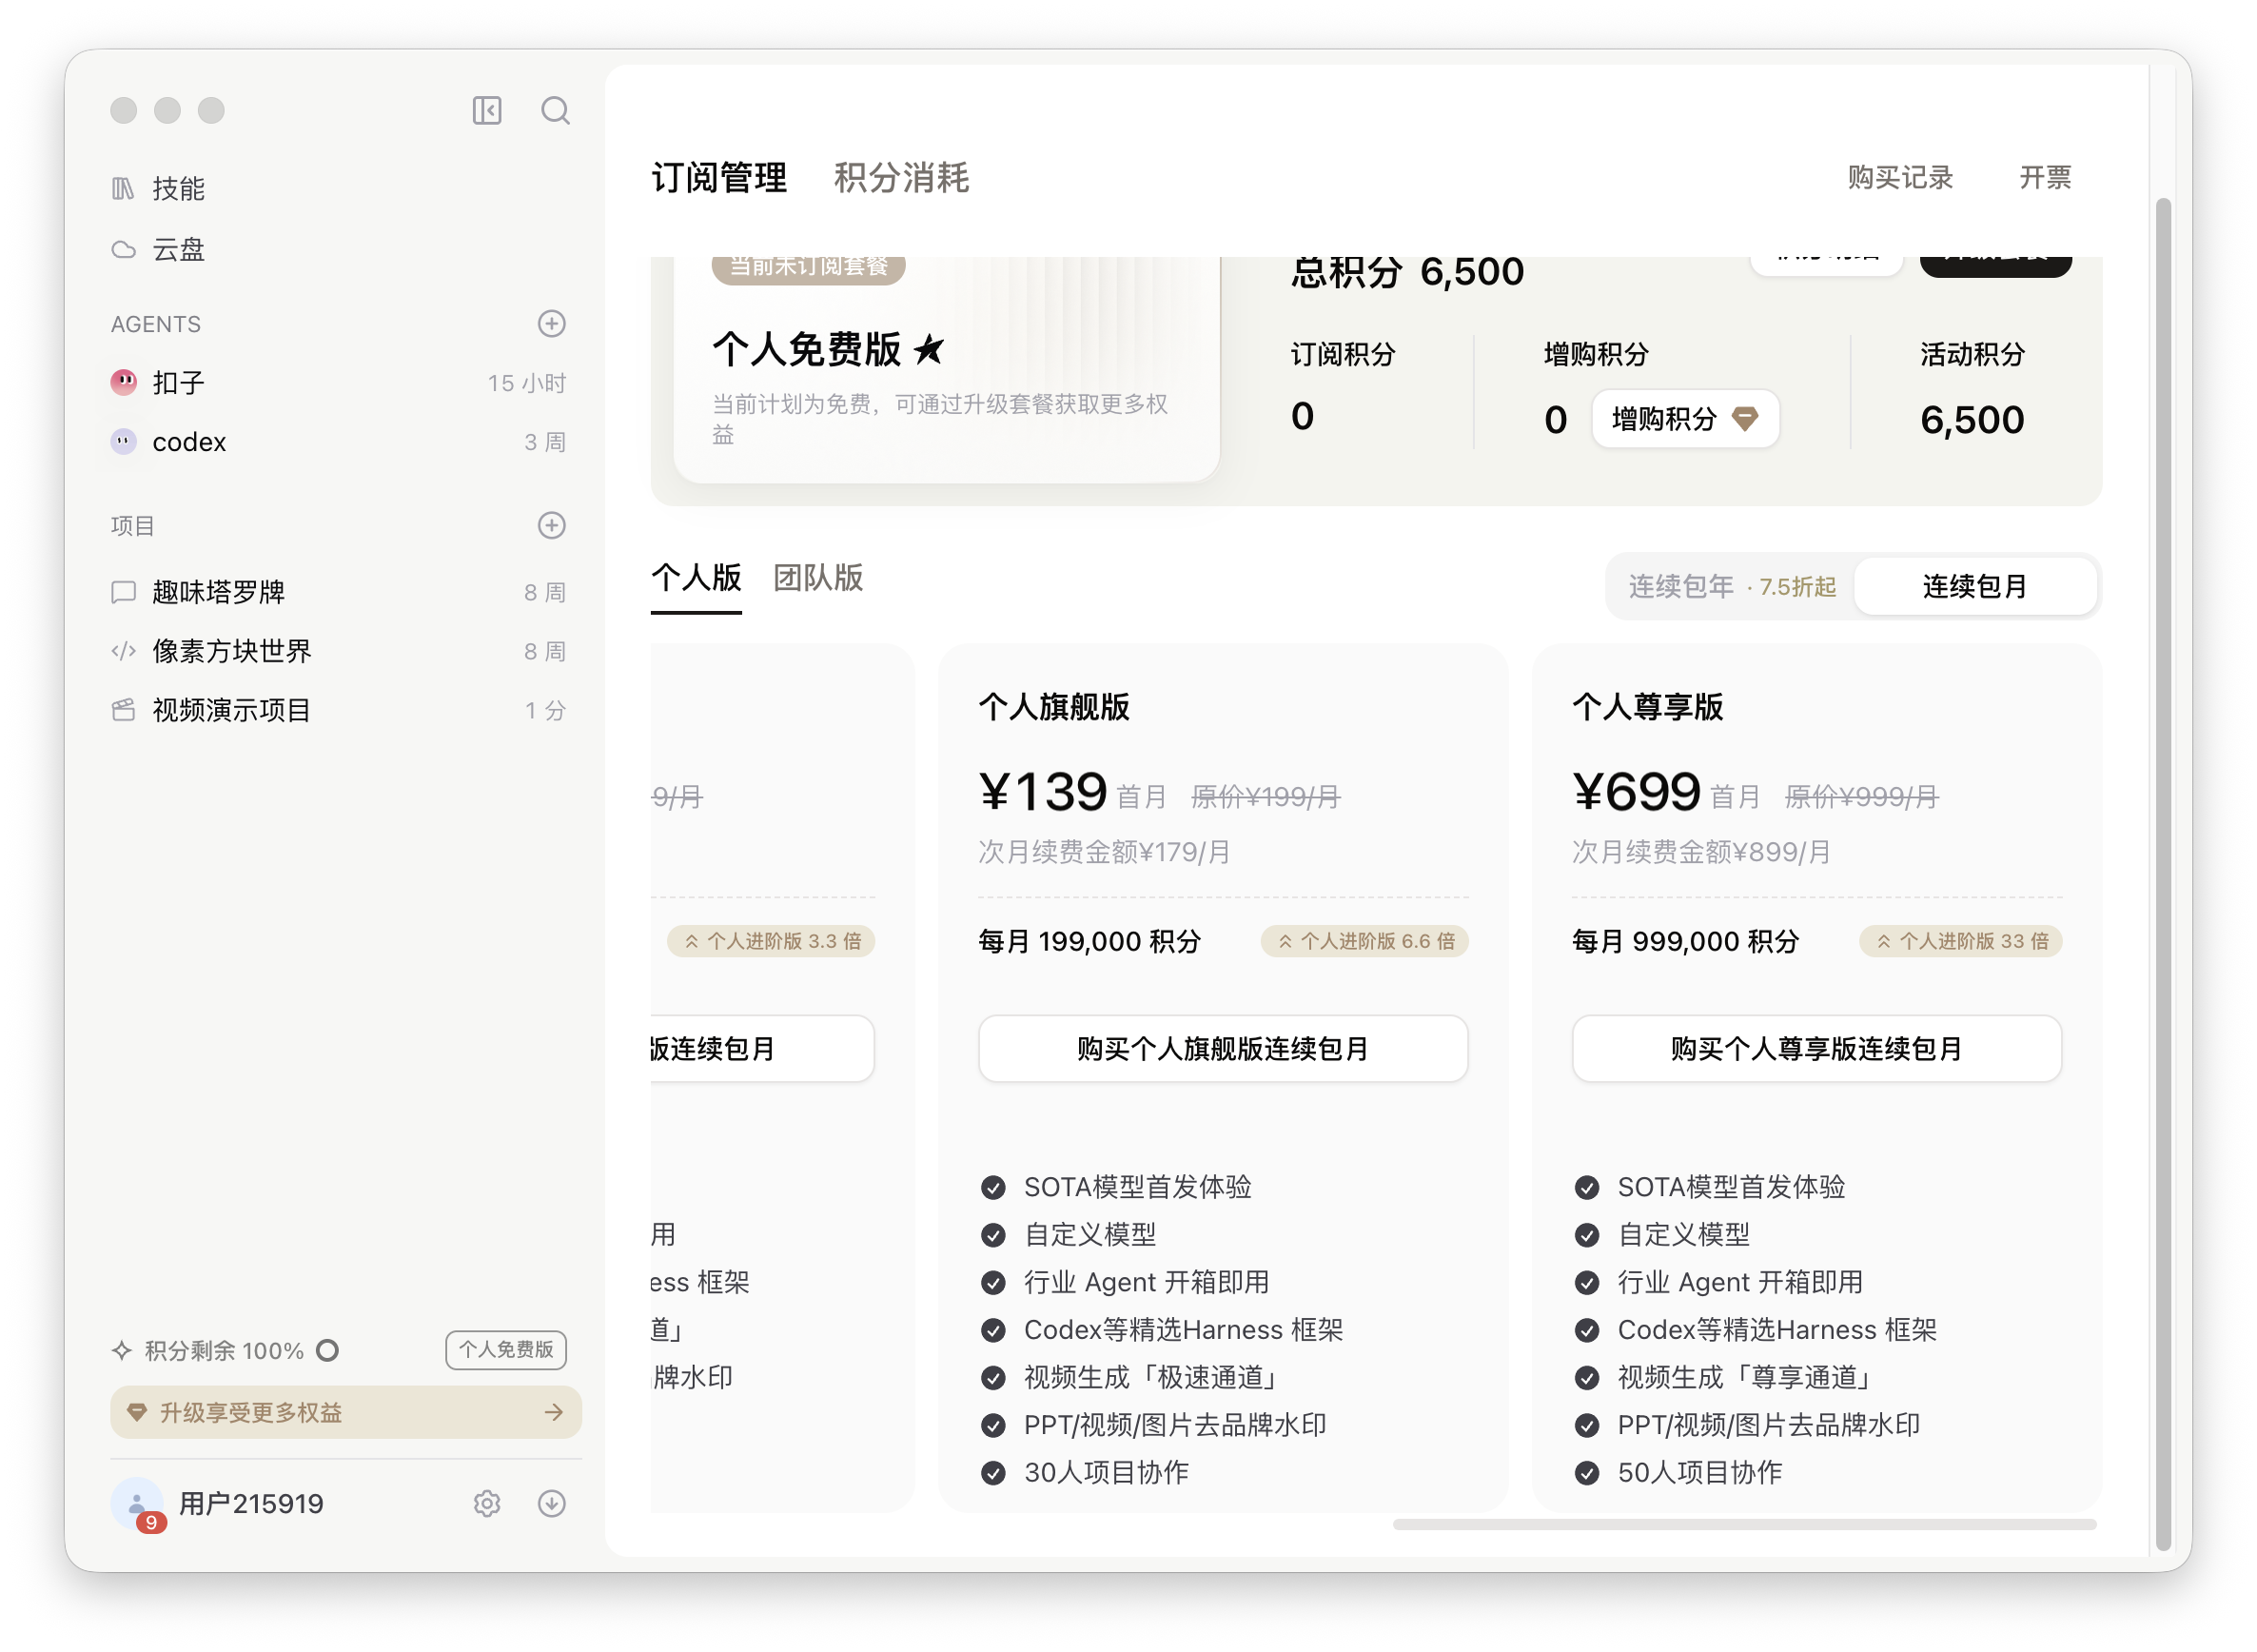 技能
云盘
AGENTS
扣子 15 小时
codex 3 周
项目
趣味塔罗牌 8 周
像素方块世界 8 周
视频演示项目 1 分
积分剩余 100% 个人免费版
升级享受更多权益
用户215919
9
订阅管理 积分消耗 购买记录 开票
当前未订阅套餐
个人免费版
当前计划为免费，可通过升级套餐获取更多权
益
总积分 6,500
订阅积分 增购积分 活动积分
0 0 增购积分 6,500
个人版 团队版 连续包年 · 7.5折起 连续包月
9/月
个人进阶版 3.3 倍
版连续包月
用
ess 框架
道」
牌水印
个人旗舰版
¥139 首月 原价¥199/月
次月续费金额¥179/月
每月 199,000 积分 个人进阶版 6.6 倍
购买个人旗舰版连续包月
SOTA模型首发体验
自定义模型
行业 Agent 开箱即用
Codex等精选Harness 框架
视频生成「极速通道」
PPT/视频/图片去品牌水印
30人项目协作
个人尊享版
¥699 首月 原价¥999/月
次月续费金额¥899/月
每月 999,000 积分 个人进阶版 33 倍
购买个人尊享版连续包月
SOTA模型首发体验
自定义模型
行业 Agent 开箱即用
Codex等精选Harness 框架
视频生成「尊享通道」
PPT/视频/图片去品牌水印
50人项目协作